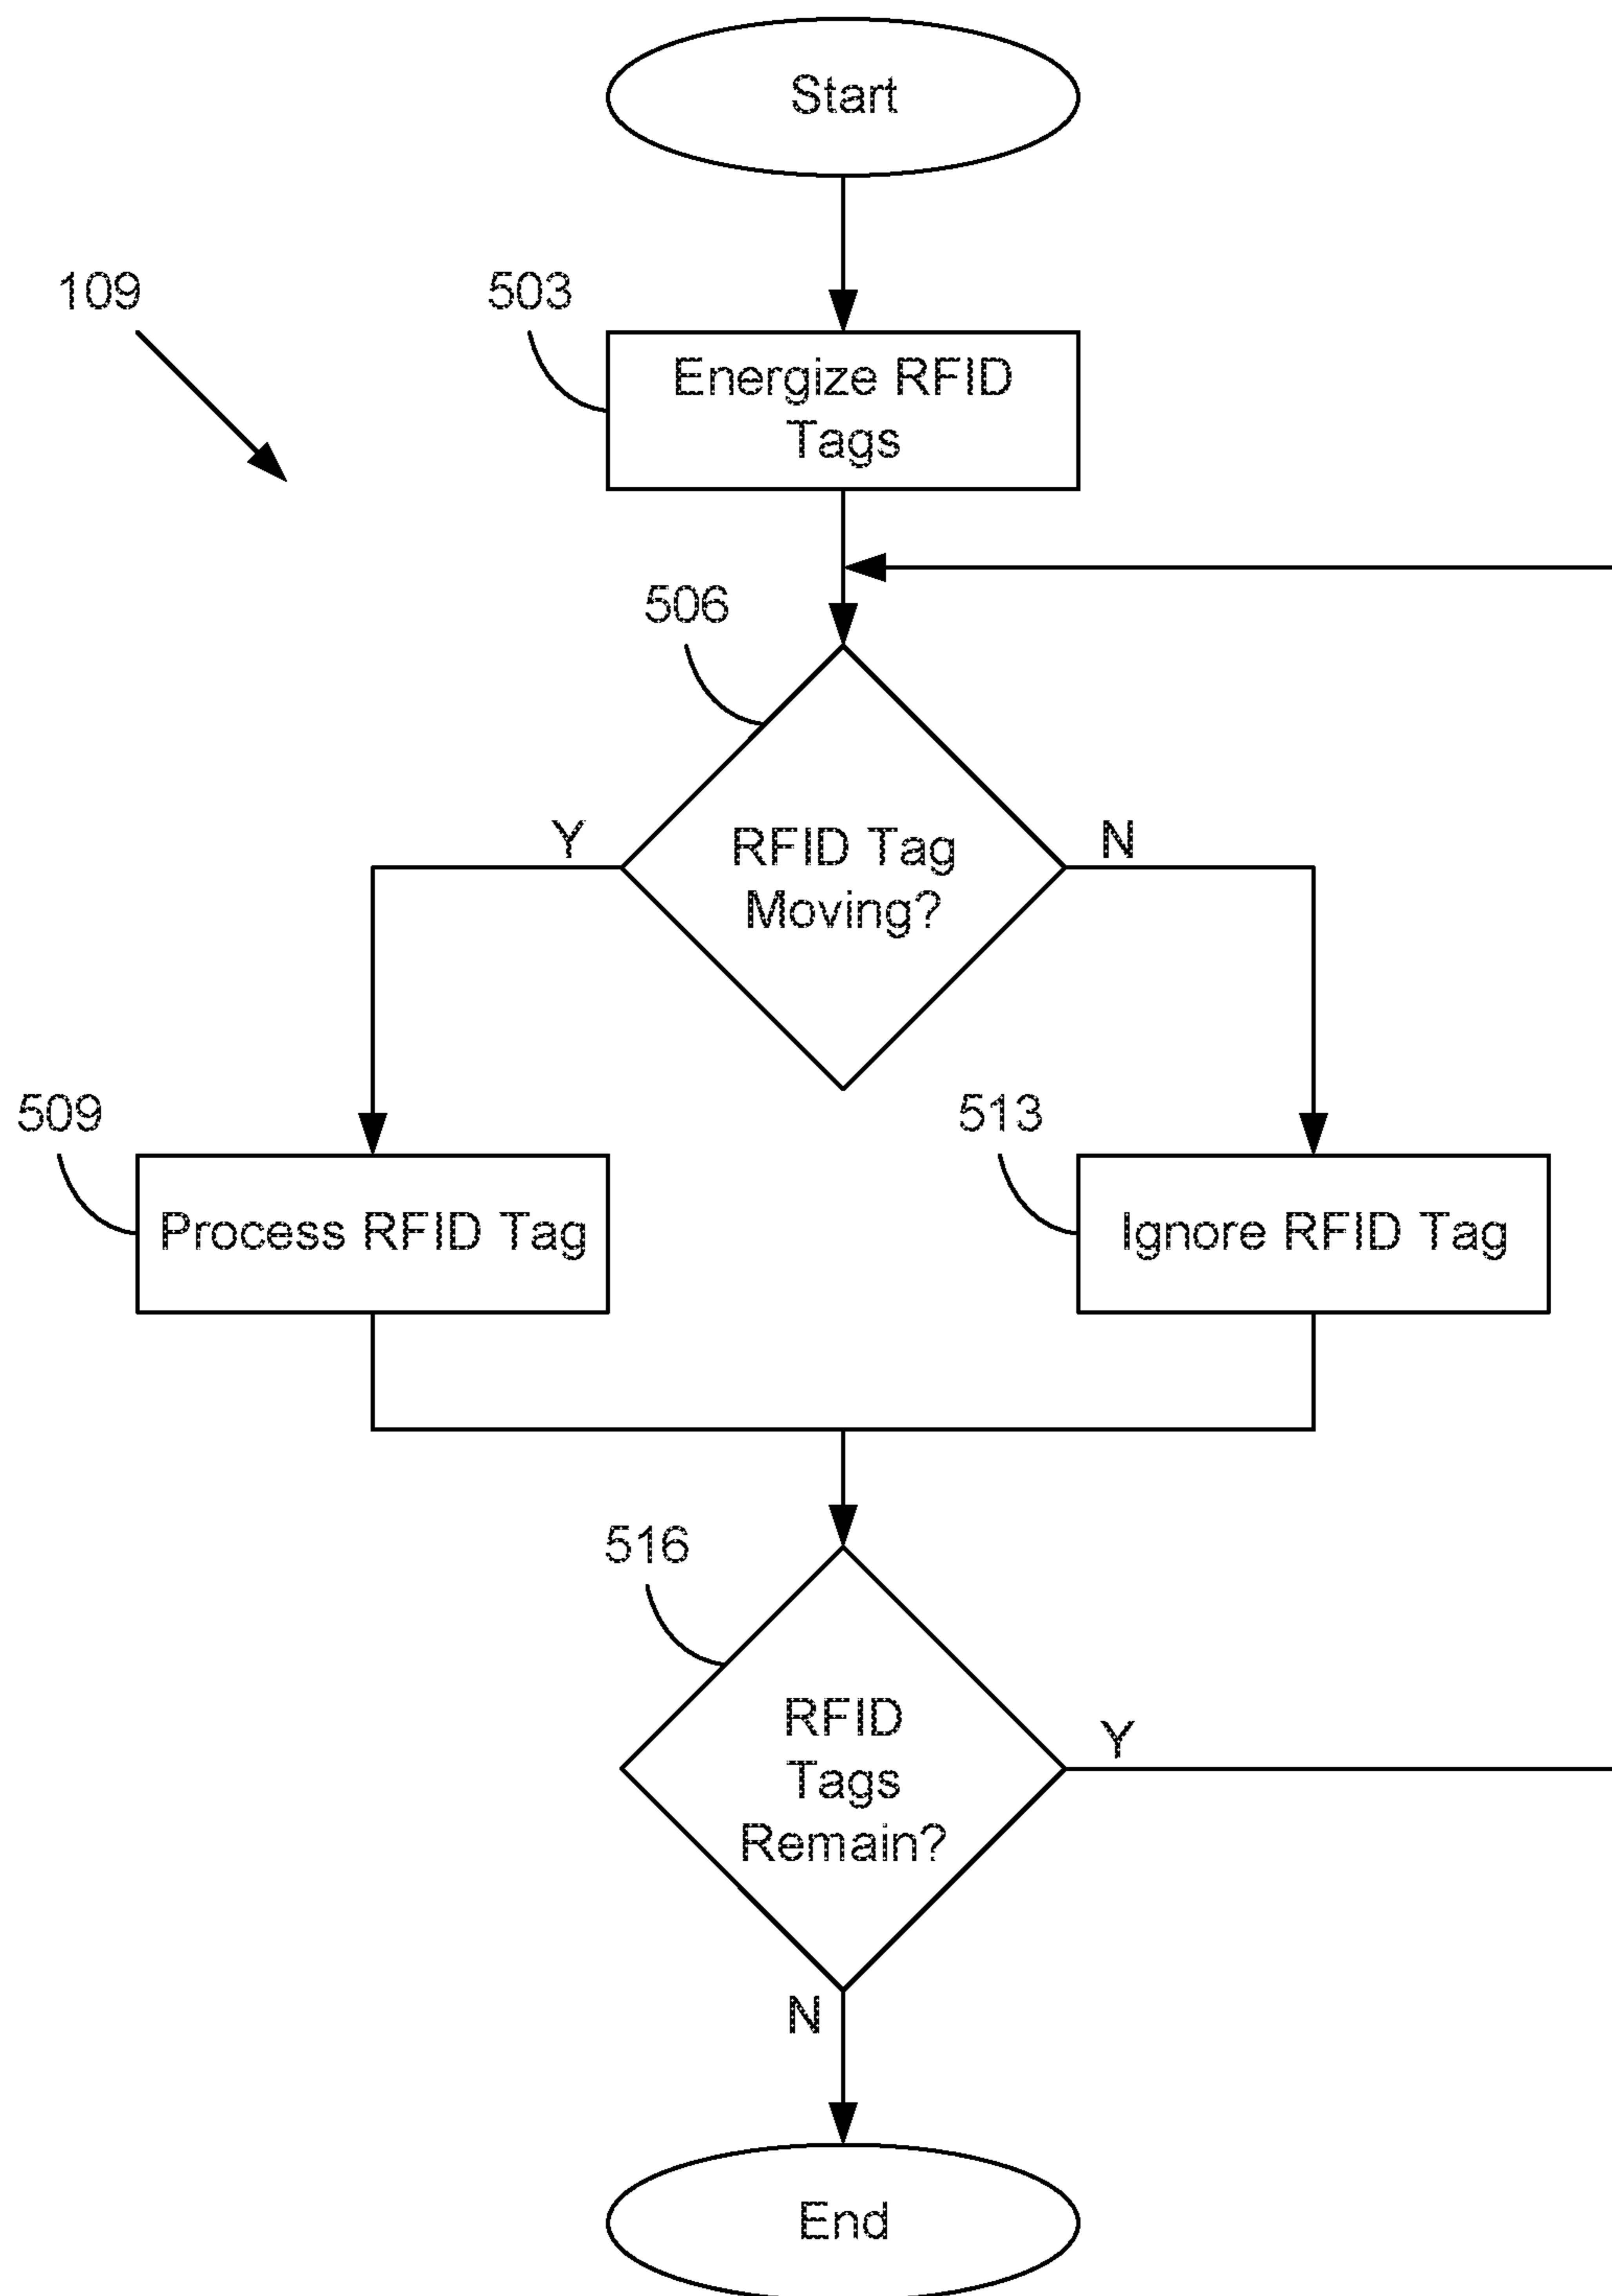 Start
109
503
Energize RFID
Tags
506
Y
N
RFID Tag
Moving?
509
513
Process RFID Tag
Ignore RFID Tag
516
RFID
Tags
Remain?
Y
N
End